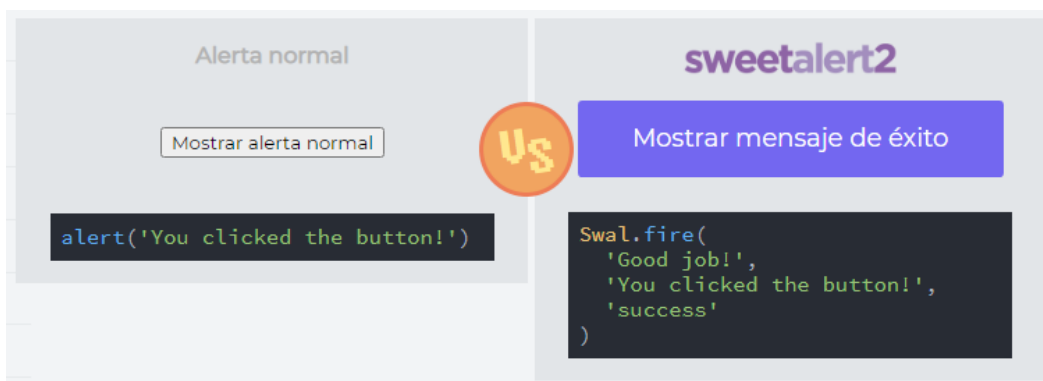 Alerta normal
Mostrar alerta normal
alert('You clicked the button!')
VS
sweetalert2
Mostrar mensaje de éxito
Swal.fire(
  'Good job!',
  'You clicked the button!',
  'success'
)